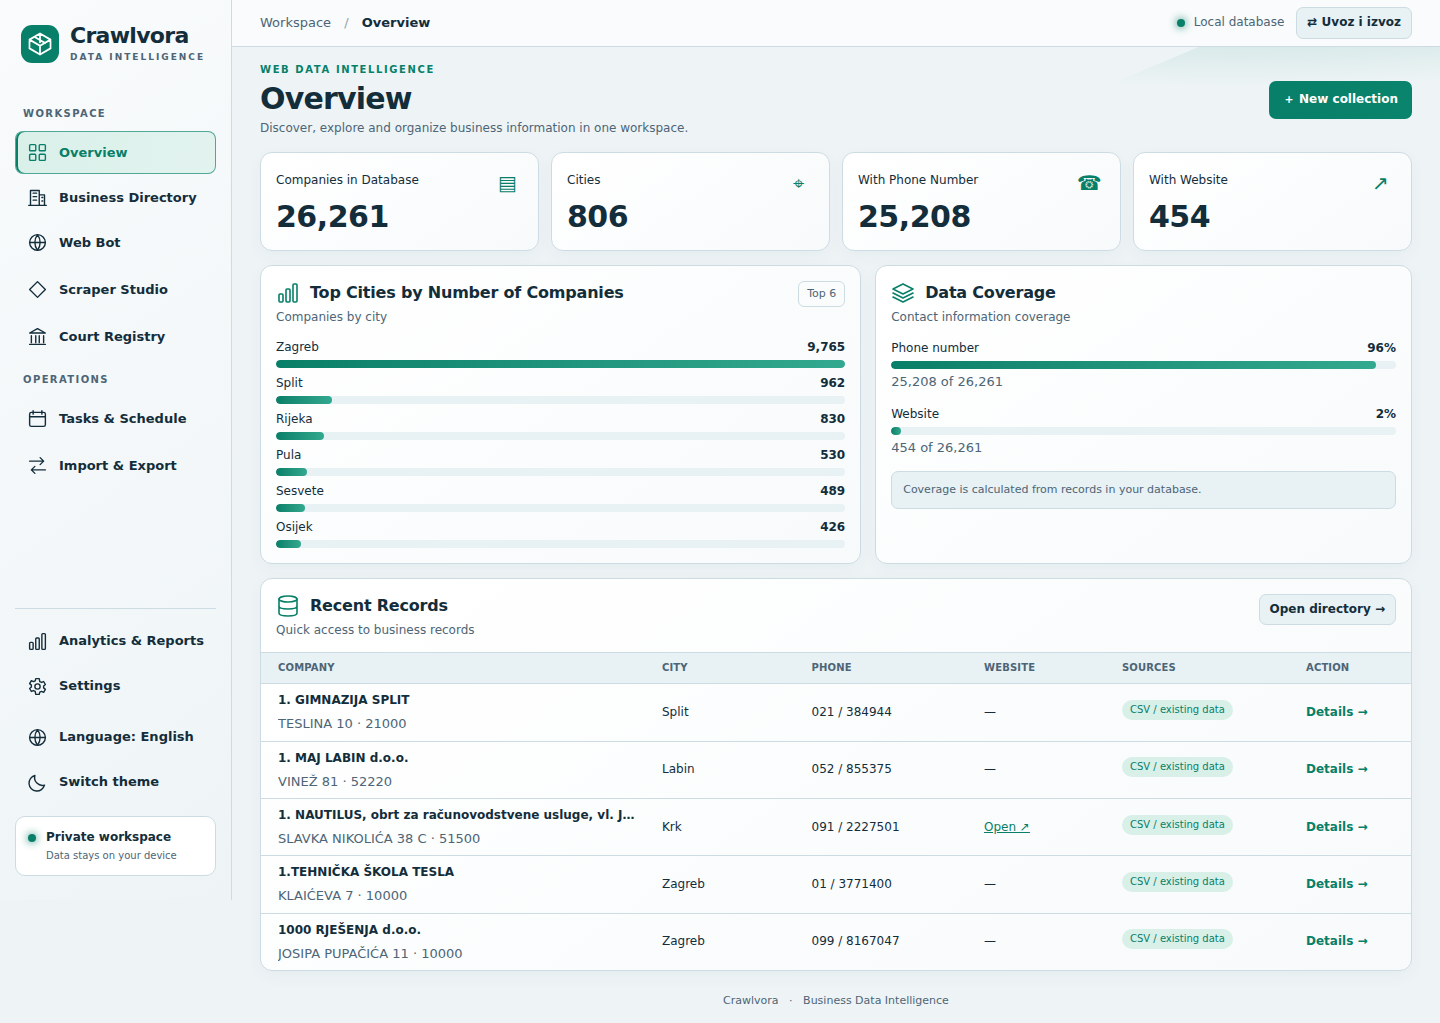 Crawlvora
DATA INTELLIGENCE
WORKSPACE
Overview
Business Directory
Web Bot
Scraper Studio
Court Registry
OPERATIONS
Tasks & Schedule
Import & Export
Analytics & Reports
Settings
Language: English
Switch theme
Private workspace
Data stays on your device
Workspace / Overview
Local database
⇄ Uvoz i izvoz
WEB DATA INTELLIGENCE
Overview
Discover, explore and organize business information in one workspace.
+ New collection
Companies in Database
26,261
Cities
806
With Phone Number
25,208
With Website
454
Top Cities by Number of Companies
Top 6
Companies by city
Zagreb 9,765
Split 962
Rijeka 830
Pula 530
Sesvete 489
Osijek 426
Data Coverage
Contact information coverage
Phone number 96%
25,208 of 26,261
Website 2%
454 of 26,261
Coverage is calculated from records in your database.
Recent Records
Quick access to business records
Open directory →
COMPANY CITY PHONE WEBSITE SOURCES ACTION
1. GIMNAZIJA SPLIT
TESLINA 10 · 21000
Split 021 / 384944 — CSV / existing data Details →
1. MAJ LABIN d.o.o.
VINEŽ 81 · 52220
Labin 052 / 855375 — CSV / existing data Details →
1. NAUTILUS, obrt za računovodstvene usluge, vl. J…
SLAVKA NIKOLIĆA 38 C · 51500
Krk 091 / 2227501 Open ↗ CSV / existing data Details →
1.TEHNIČKA ŠKOLA TESLA
KLAIĆEVA 7 · 10000
Zagreb 01 / 3771400 — CSV / existing data Details →
1000 RJEŠENJA d.o.o.
JOSIPA PUPAČIĆA 11 · 10000
Zagreb 099 / 8167047 — CSV / existing data Details →
Crawlvora · Business Data Intelligence